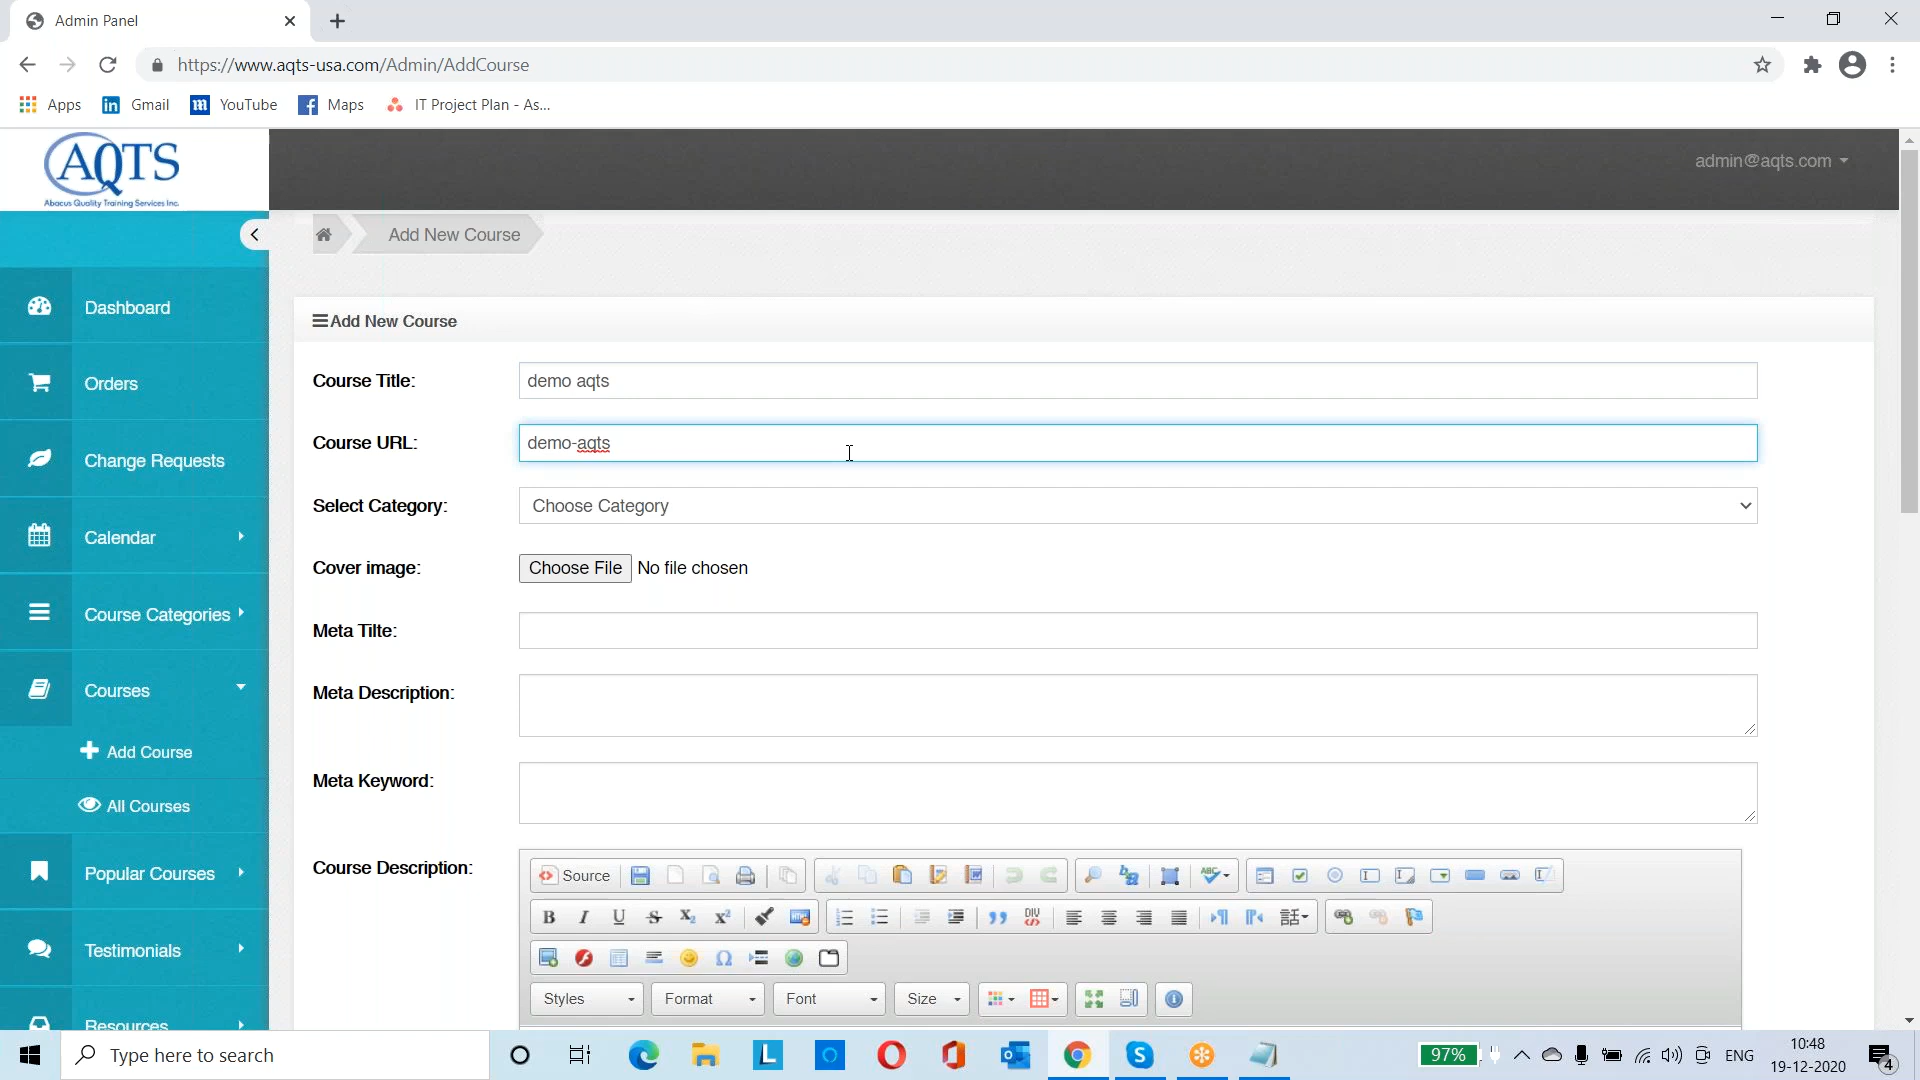 Admin Panel
https://www.aqts-usa.com/Admin/AddCourse
Apps Gmail YouTube Maps IT Project Plan - As...
AQTS
Abacus Quality Training Services Inc.
admin@aqts.com
Add New Course
Dashboard
Orders
Change Requests
Calendar
Course Categories
Courses
Add Course
All Courses
Popular Courses
Testimonials
Resources
Add New Course
Course Title: demo aqts
Course URL: demo-aqts
Select Category: Choose Category
Cover image: Choose File No file chosen
Meta Tilte:
Meta Description:
Meta Keyword:
Course Description:
Source
Styles Format Font Size
Type here to search
97%
ENG
10:48
19-12-2020
4